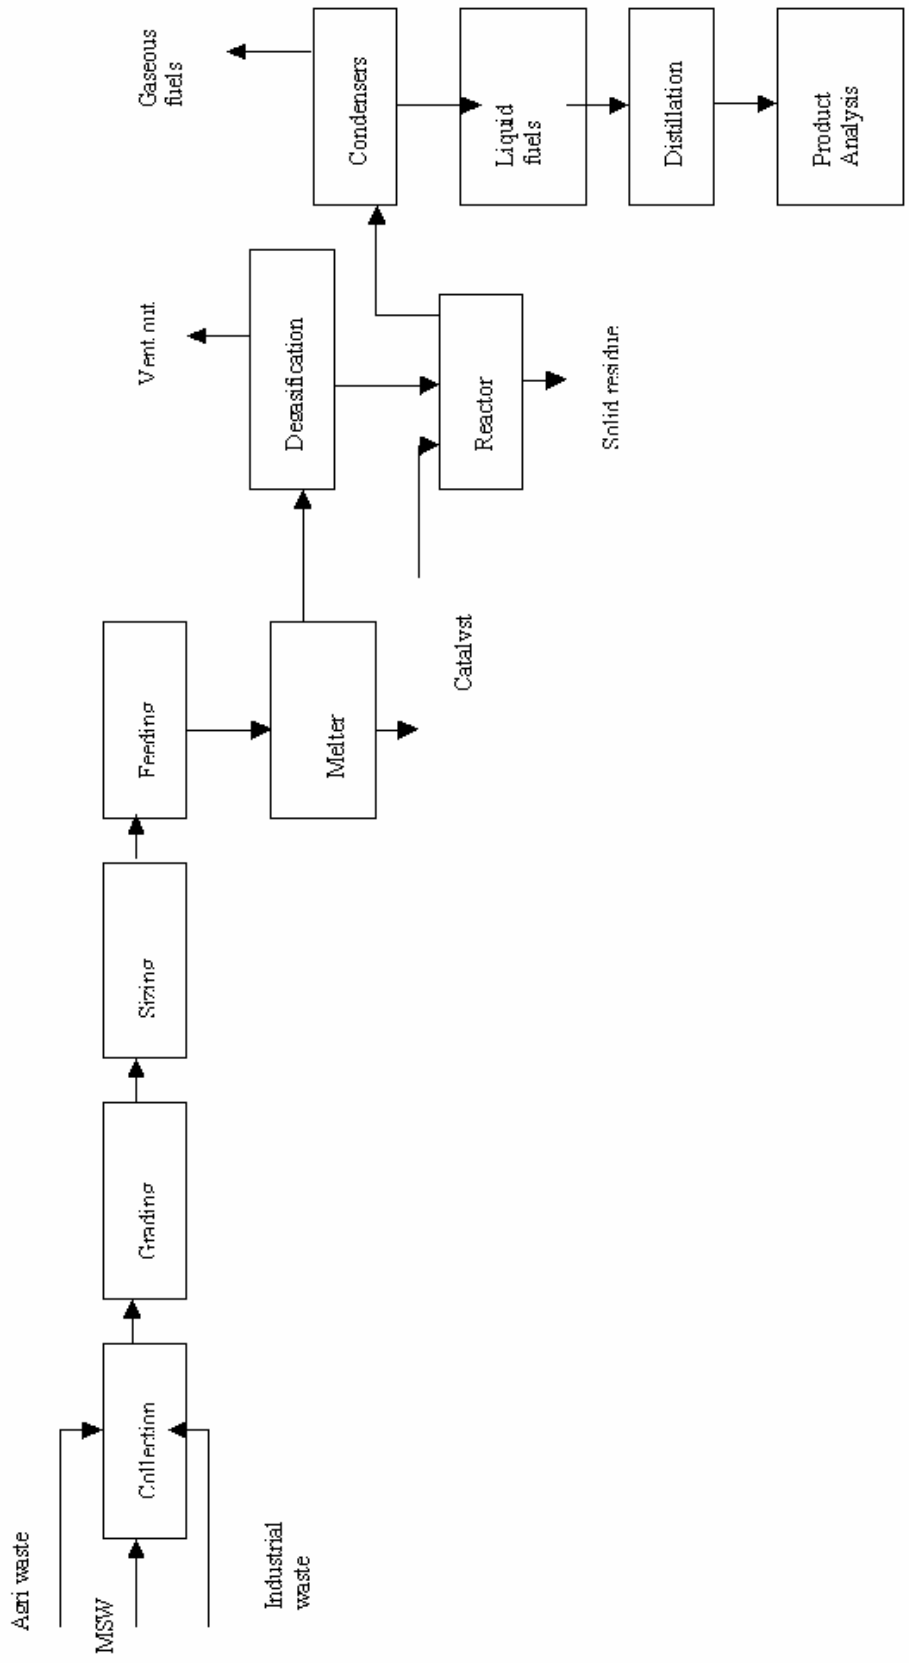 Agri waste
MSW
Industrial
waste
Collection
Grading
Sizing
Feeding
Melter
Catalyst
Vent out
Degasification
Reactor
Solid residue
Gaseous
fuels
Condensers
Liquid
fuels
Distillation
Product
Analysis